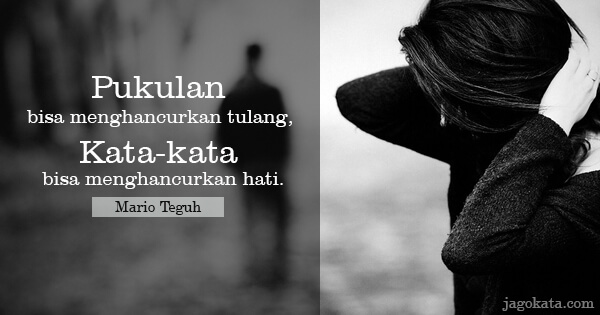 Pukulan
bisa menghancurkan tulang,
Kata-kata
bisa menghancurkan hati.
Mario Teguh
jagokata.com